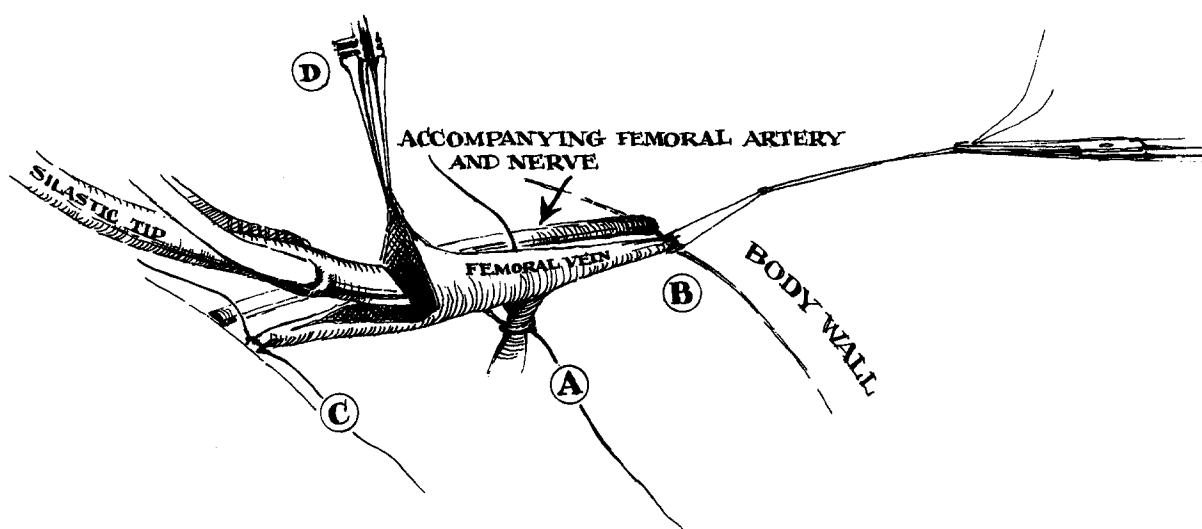 D
ACCOMPANYING FEMORAL ARTERY
AND NERVE
SILASTIC TIP
FEMORAL VEIN
B
BODY WALL
A
C